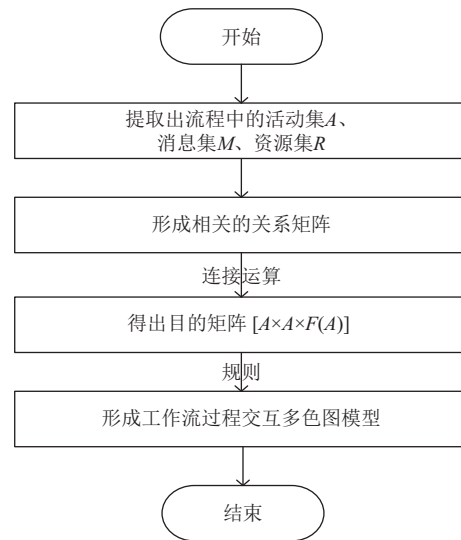 开始
提取出流程中的活动集A、
消息集M、资源集R
形成相关的关系矩阵
连接运算
得出目的矩阵 [A×A×F(A)]
规则
形成工作流过程交互多色图模型
结束